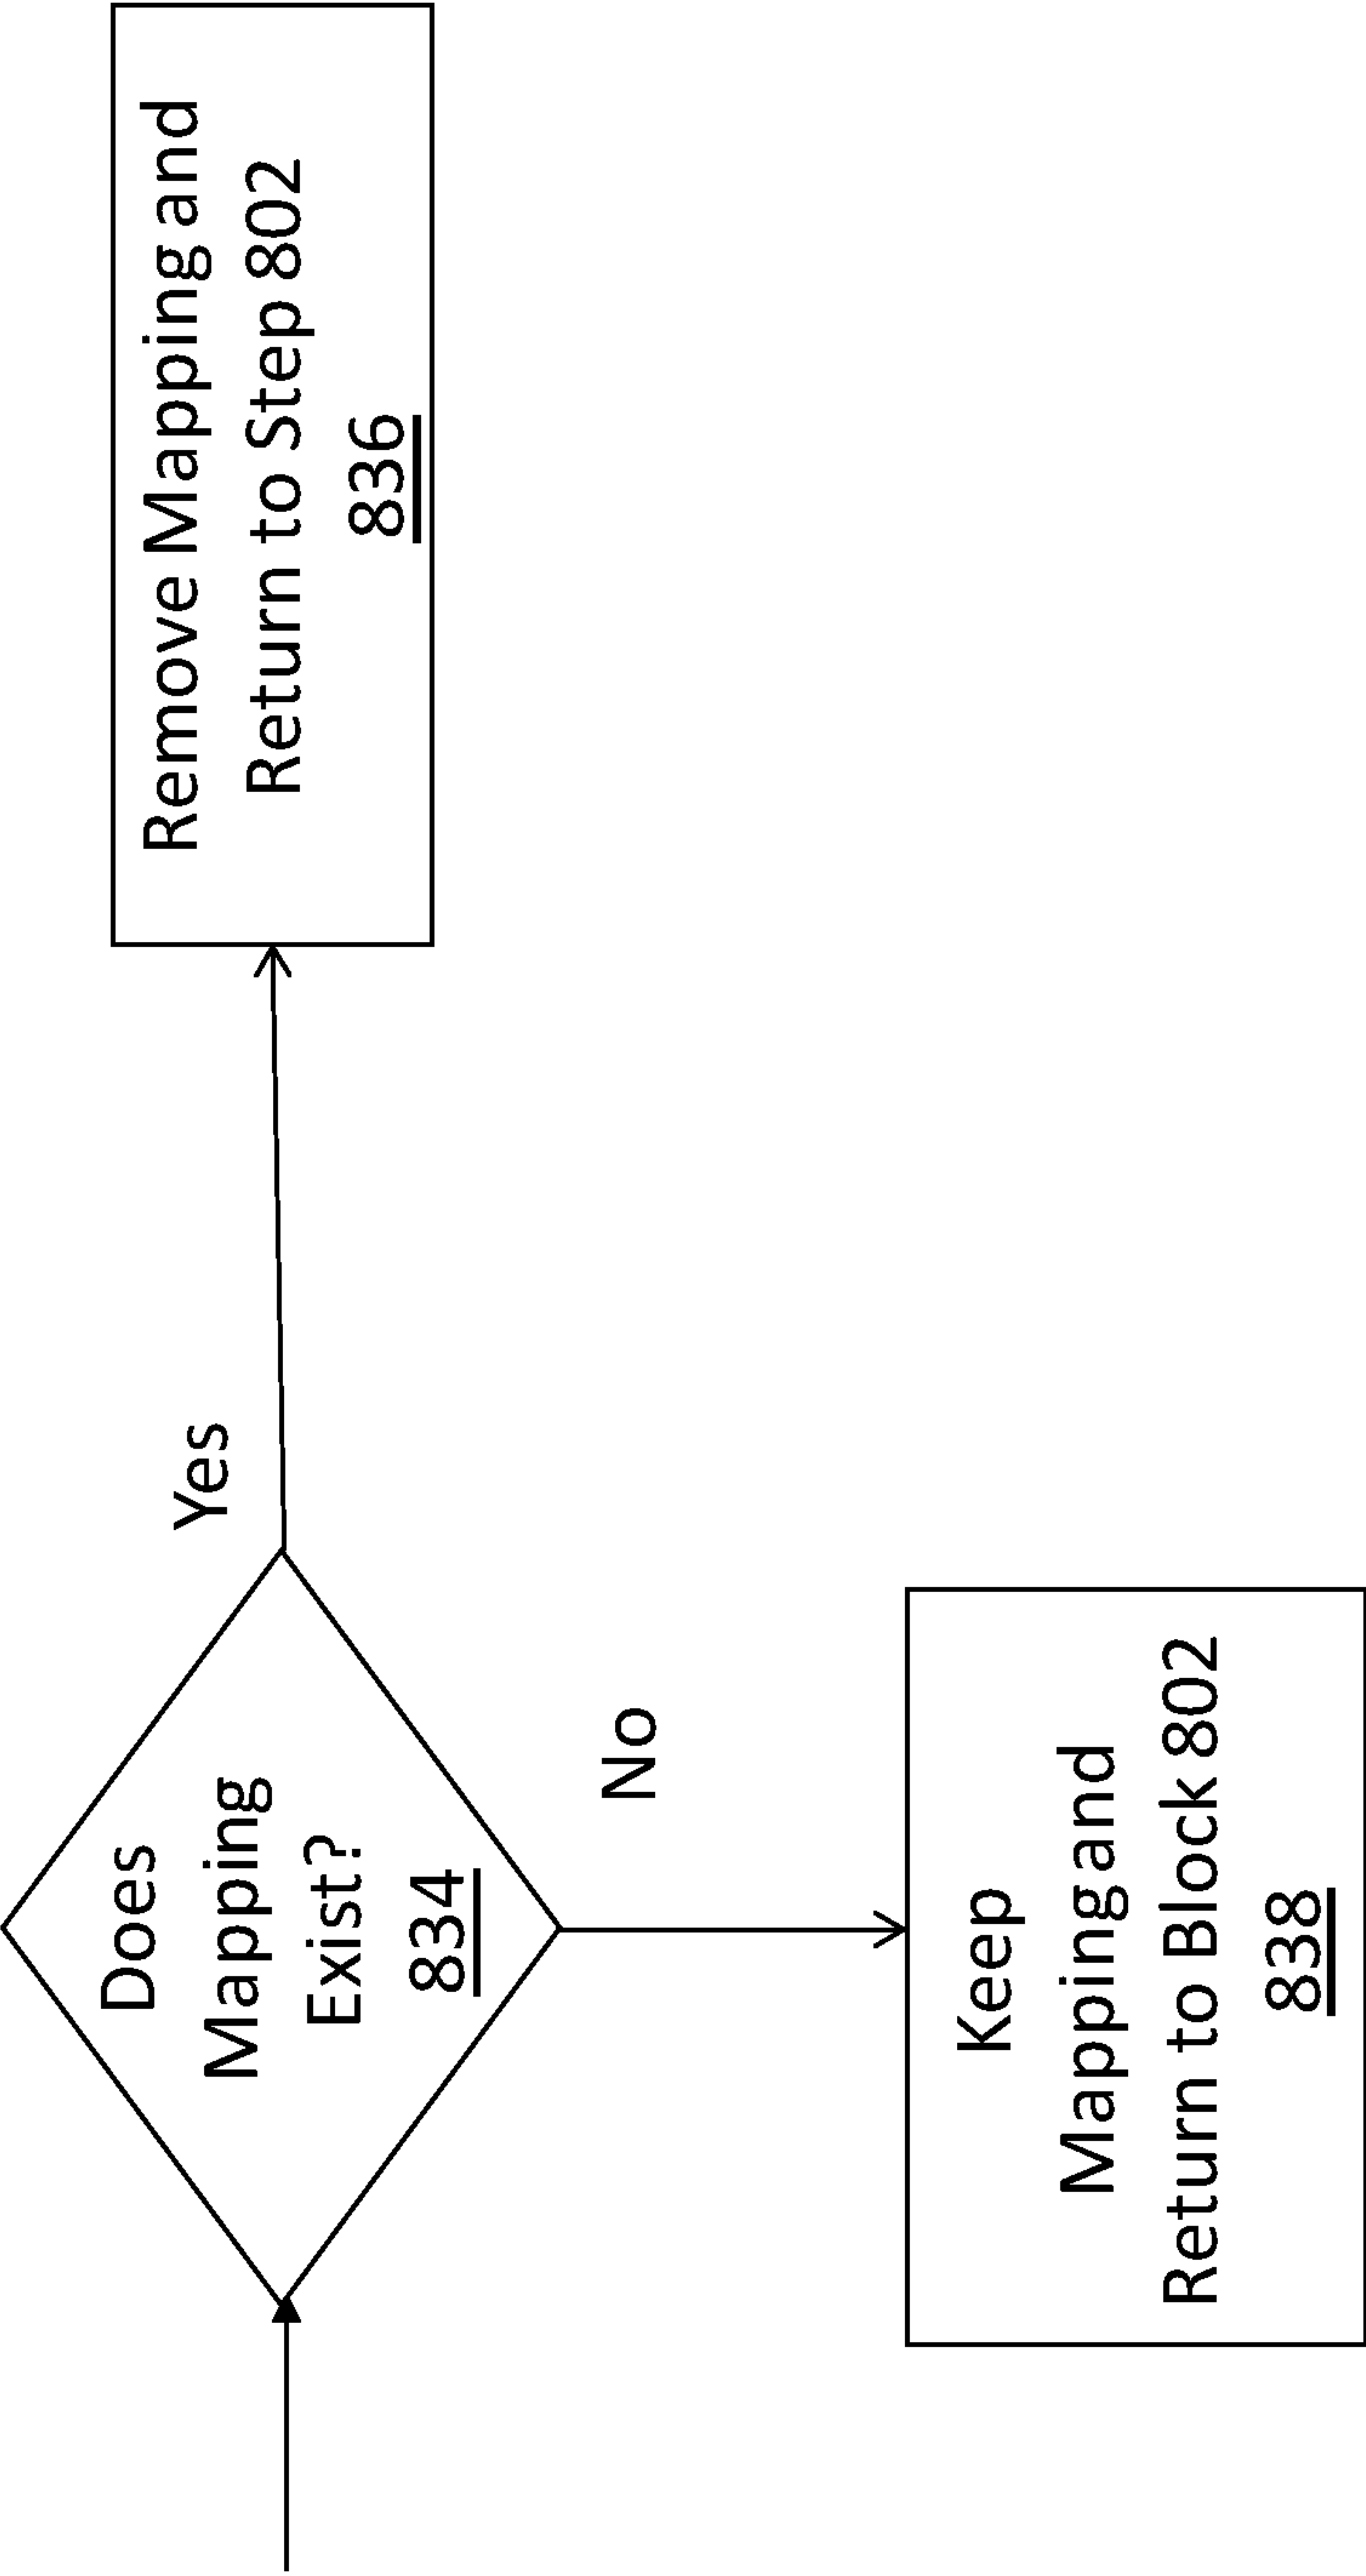 Does
Mapping
Exist?
834
Yes
Remove Mapping and
Return to Step 802
836
No
Keep
Mapping and
Return to Block 802
838